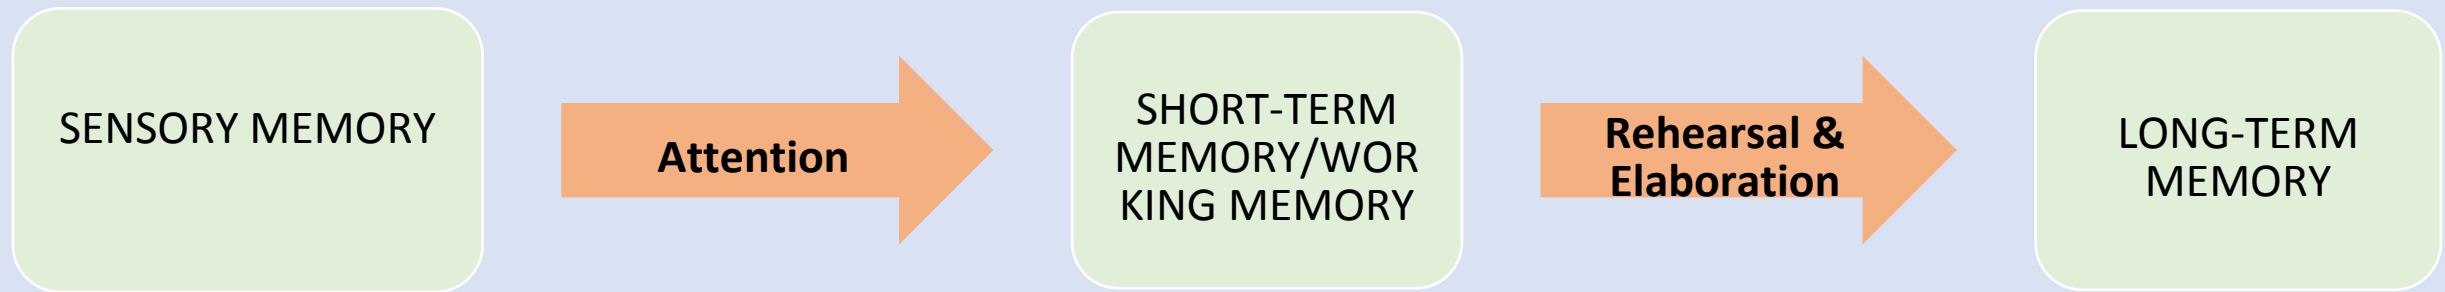 SENSORY MEMORY
Attention
SHORT-TERM
MEMORY/WOR
KING MEMORY
Rehearsal &
Elaboration
LONG-TERM
MEMORY